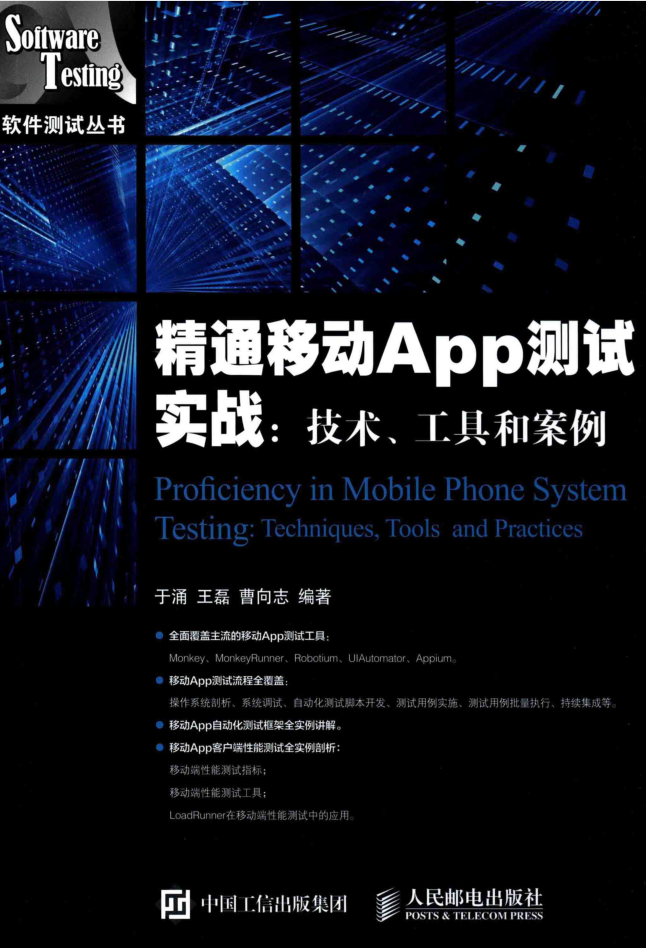 Software
Testing
软件测试丛书
精通移动App测试
实战：技术、工具和案例
Proficiency in Mobile Phone System
Testing: Techniques, Tools and Practices
于涌 王磊 曹向志 编著
全面覆盖主流的移动App测试工具：
Monkey、MonkeyRunner、Robotium、UIAutomator、Appium。
移动App测试流程全覆盖：
操作系统剖析、系统调试、自动化测试脚本开发、测试用例实施、测试用例批量执行、持续集成等。
移动App自动化测试框架全实例讲解。
移动App客户端性能测试全实例剖析：
移动端性能测试指标；
移动端性能测试工具；
LoadRunner在移动端性能测试中的应用。
中国工信出版集团
人民邮电出版社
POSTS & TELECOM PRESS